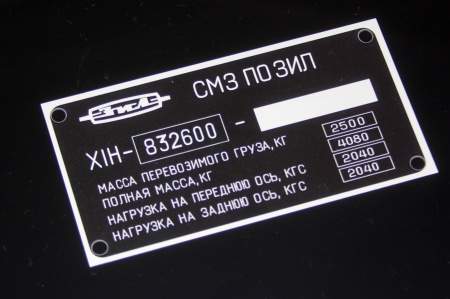 СМЗ ПО ЗИЛ
Х1Н- 832600 -
МАССА ПЕРЕВОЗИМОГО ГРУЗА, КГ 2500
ПОЛНАЯ МАССА, КГ 4080
НАГРУЗКА НА ПЕРЕДНЮЮ ОСЬ, КГС 2040
НАГРУЗКА НА ЗАДНЮЮ ОСЬ, КГС 2040